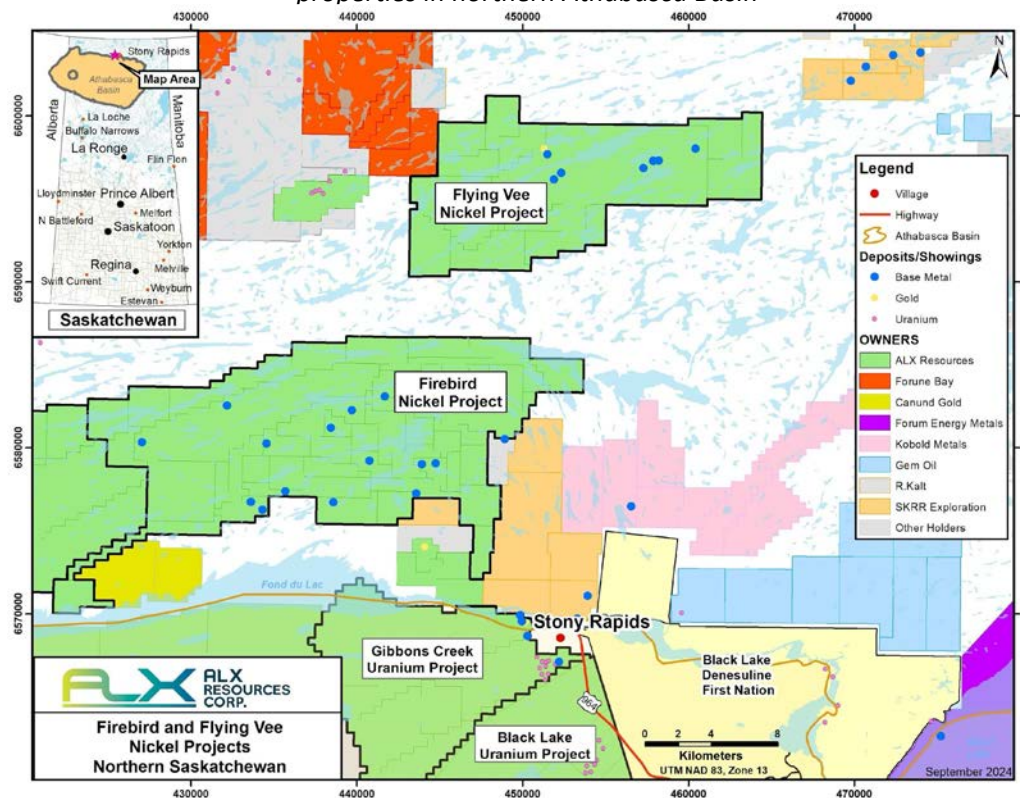 properties in northern Athabasca Basin
430000
440000
450000
460000
470000
6600000
6590000
6580000
6570000
Stony Rapids
Map Area
Athabasca
Basin
Alberta
Manitoba
La Loche
Buffalo Narrows
La Ronge
Flin Flon
Lloydminster
Prince Albert
N Battleford
Melfort
Saskatoon
Yorkton
Regina
Melville
Swift Current
Weyburn
Estevan
Saskatchewan
N
Flying Vee
Nickel Project
Firebird
Nickel Project
Legend
Village
Highway
Athabasca Basin
Deposits/Showings
Base Metal
Gold
Uranium
OWNERS
ALX Resources
Forune Bay
Canund Gold
Forum Energy Metals
Kobold Metals
Gem Oil
R.Kalt
SKRR Exploration
Other Holders
Fond du Lac
Stony Rapids
Gibbons Creek
Uranium Project
Black Lake
Denesuline
First Nation
964
Black Lake
Uranium Project
0 2 4 8
Kilometers
UTM NAD 83, Zone 13
September 2024
ALX
RESOURCES
CORP.
Firebird and Flying Vee
Nickel Projects
Northern Saskatchewan
430000
440000
450000
460000
470000